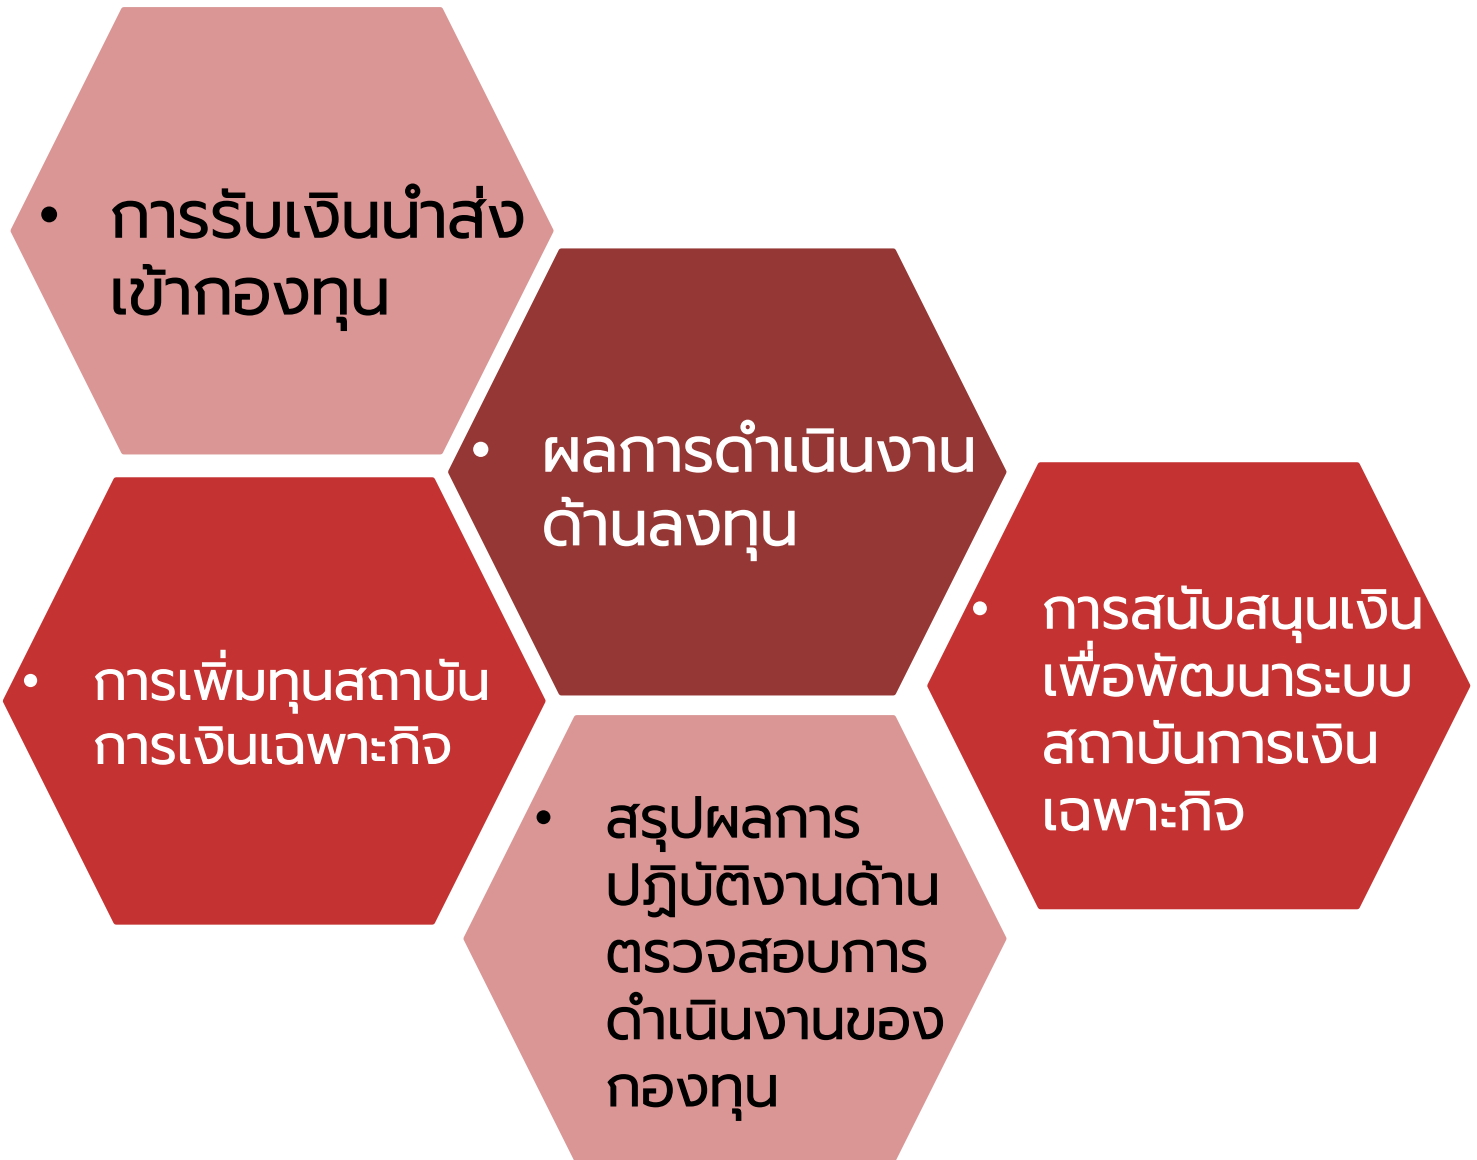 • การรับเงินนำส่ง
เข้ากองทุน
• ผลการดำเนินงาน
ด้านลงทุน
• การเพิ่มทุนสถาบัน
การเงินเฉพาะกิจ
• การสนับสนุนเงิน
เพื่อพัฒนาระบบ
สถาบันการเงิน
เฉพาะกิจ
• สรุปผลการ
ปฏิบัติงานด้าน
ตรวจสอบการ
ดำเนินงานของ
กองทุน